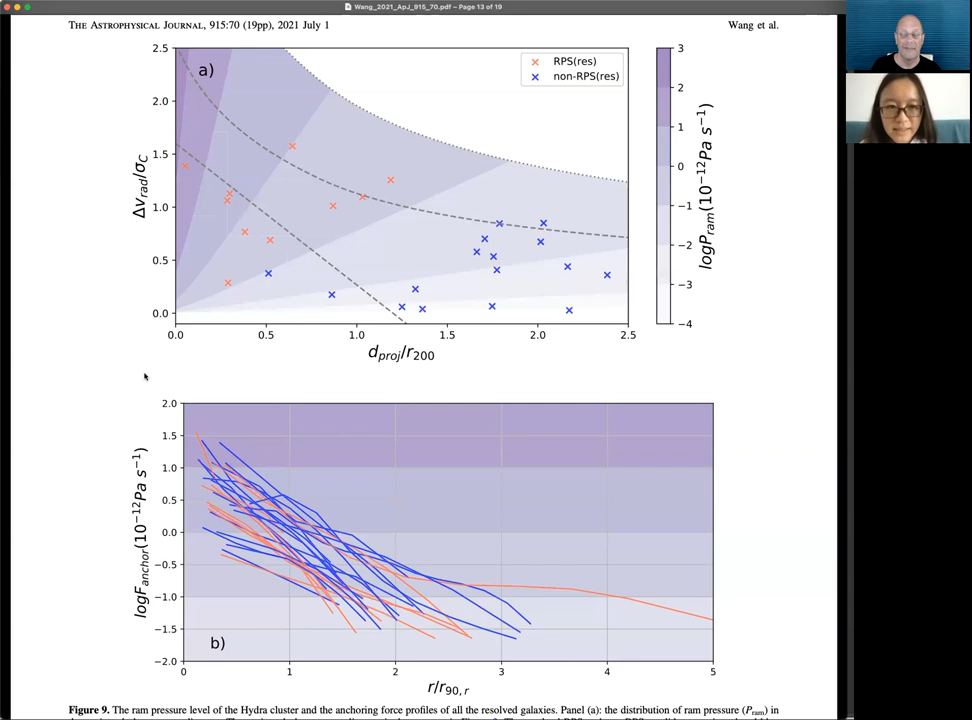 Wang_2021_ApJ_915_70.pdf – Page 13 of 19
THE ASTROPHYSICAL JOURNAL, 915:70 (19pp), 2021 July 1
Wang et al.
a)
RPS(res)
non-RPS(res)
2.5
2.0
1.5
1.0
0.5
0.0
Δv_rad/σ_C
0.0 0.5 1.0 1.5 2.0 2.5
d_proj/r_200
3
2
1
0
−1
−2
−3
−4
logP_ram(10^−12 Pa s^−1)
2.0
1.5
1.0
0.5
0.0
−0.5
−1.0
−1.5
−2.0
logF_anchor(10^−12 Pa s^−1)
b)
0 1 2 3 4 5
r/r_90,r
Figure 9. The ram pressure level of the Hydra cluster and the anchoring force profiles of all the resolved galaxies. Panel (a): the distribution of ram pressure (P_ram) in